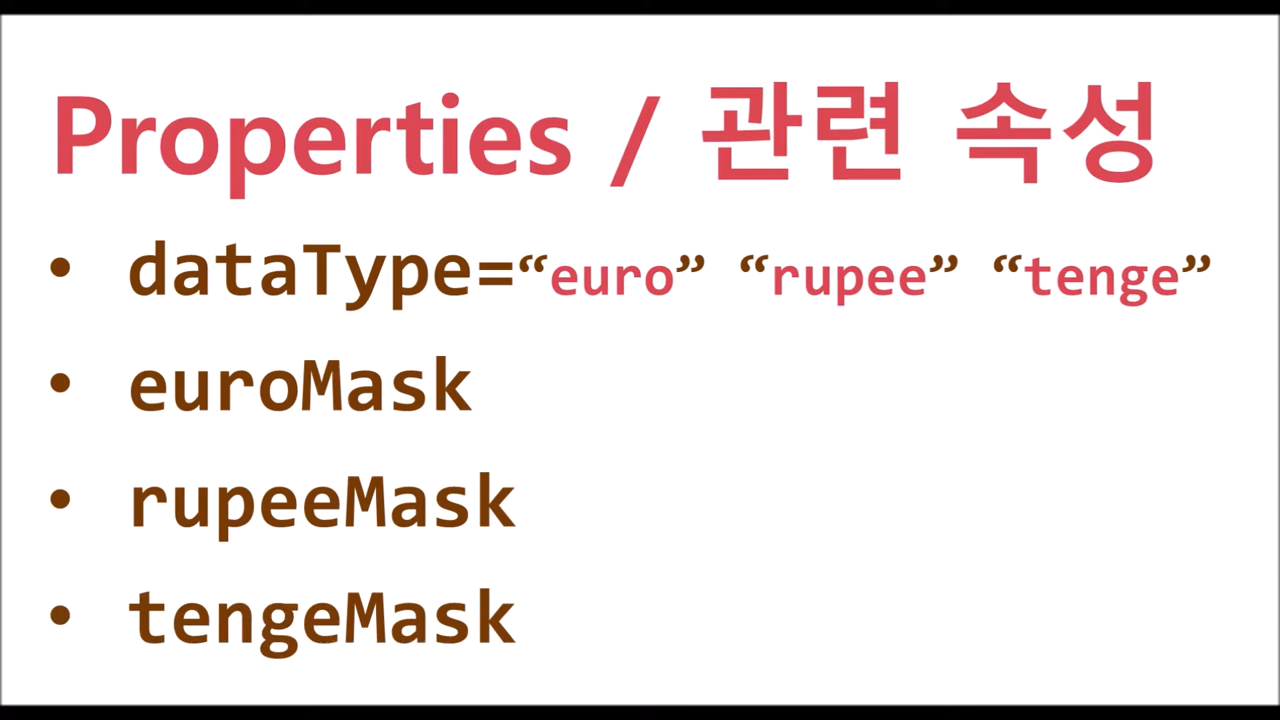 Properties / 관련 속성
• dataType=“euro” “rupee” “tenge”
• euroMask
• rupeeMask
• tengeMask